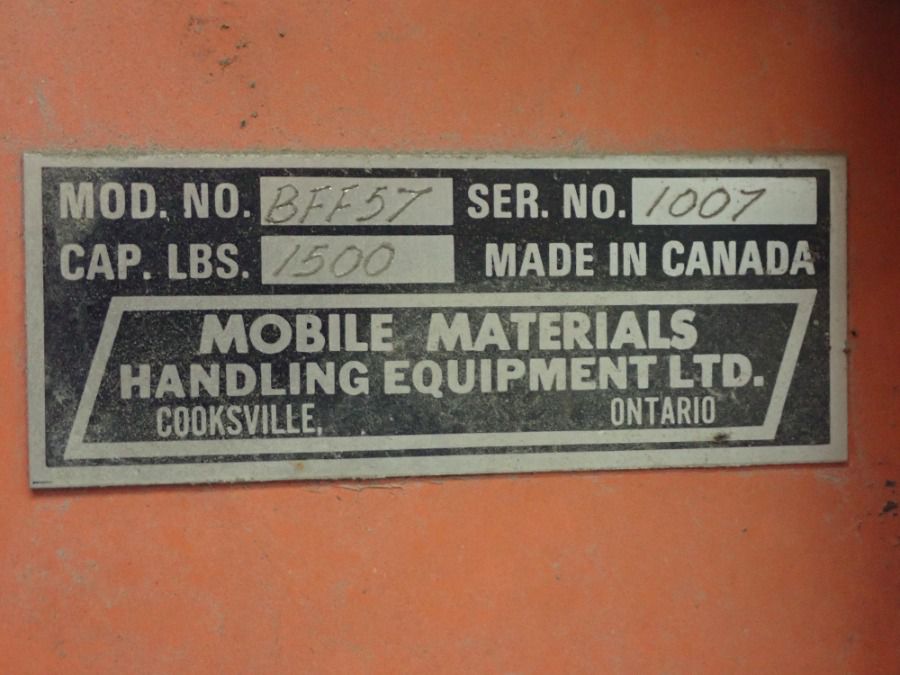 MOD. NO. BFF57 SER. NO. 1007
CAP. LBS. 1500 MADE IN CANADA
MOBILE MATERIALS
HANDLING EQUIPMENT LTD.
COOKSVILLE, ONTARIO